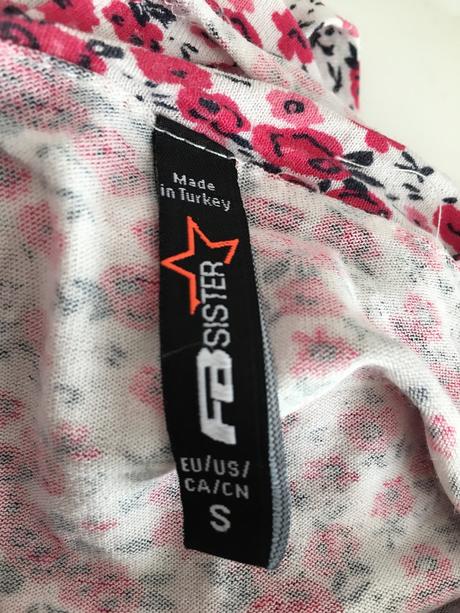 Made
in Turkey
FB SISTER
EU/US/
CA/CN
S